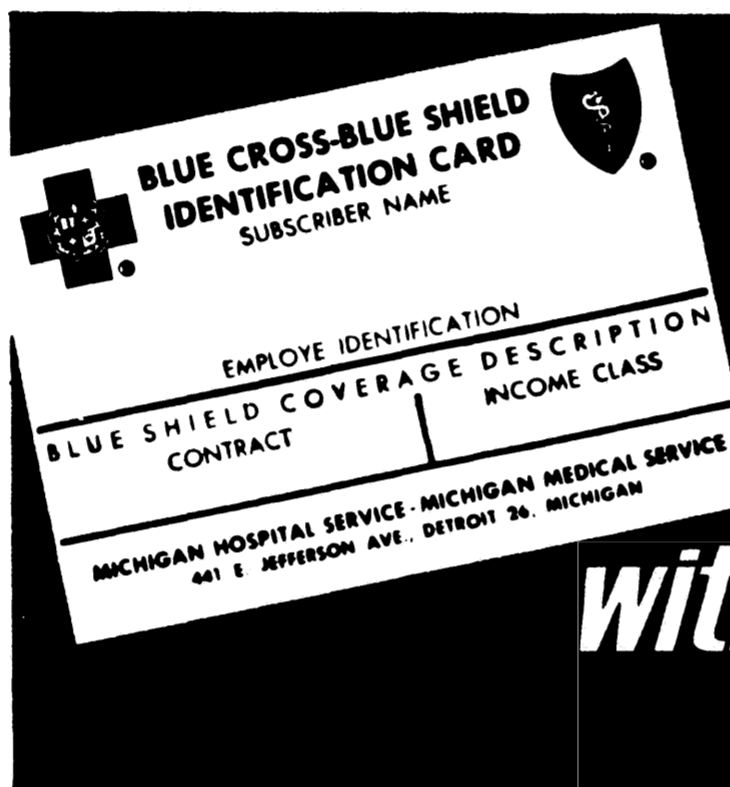 BLUE CROSS-BLUE SHIELD
IDENTIFICATION CARD
SUBSCRIBER NAME
EMPLOYE IDENTIFICATION
BLUE SHIELD COVERAGE DESCRIPTION
CONTRACT
INCOME CLASS
MICHIGAN HOSPITAL SERVICE - MICHIGAN MEDICAL SERVICE
441 E. JEFFERSON AVE., DETROIT 26, MICHIGAN